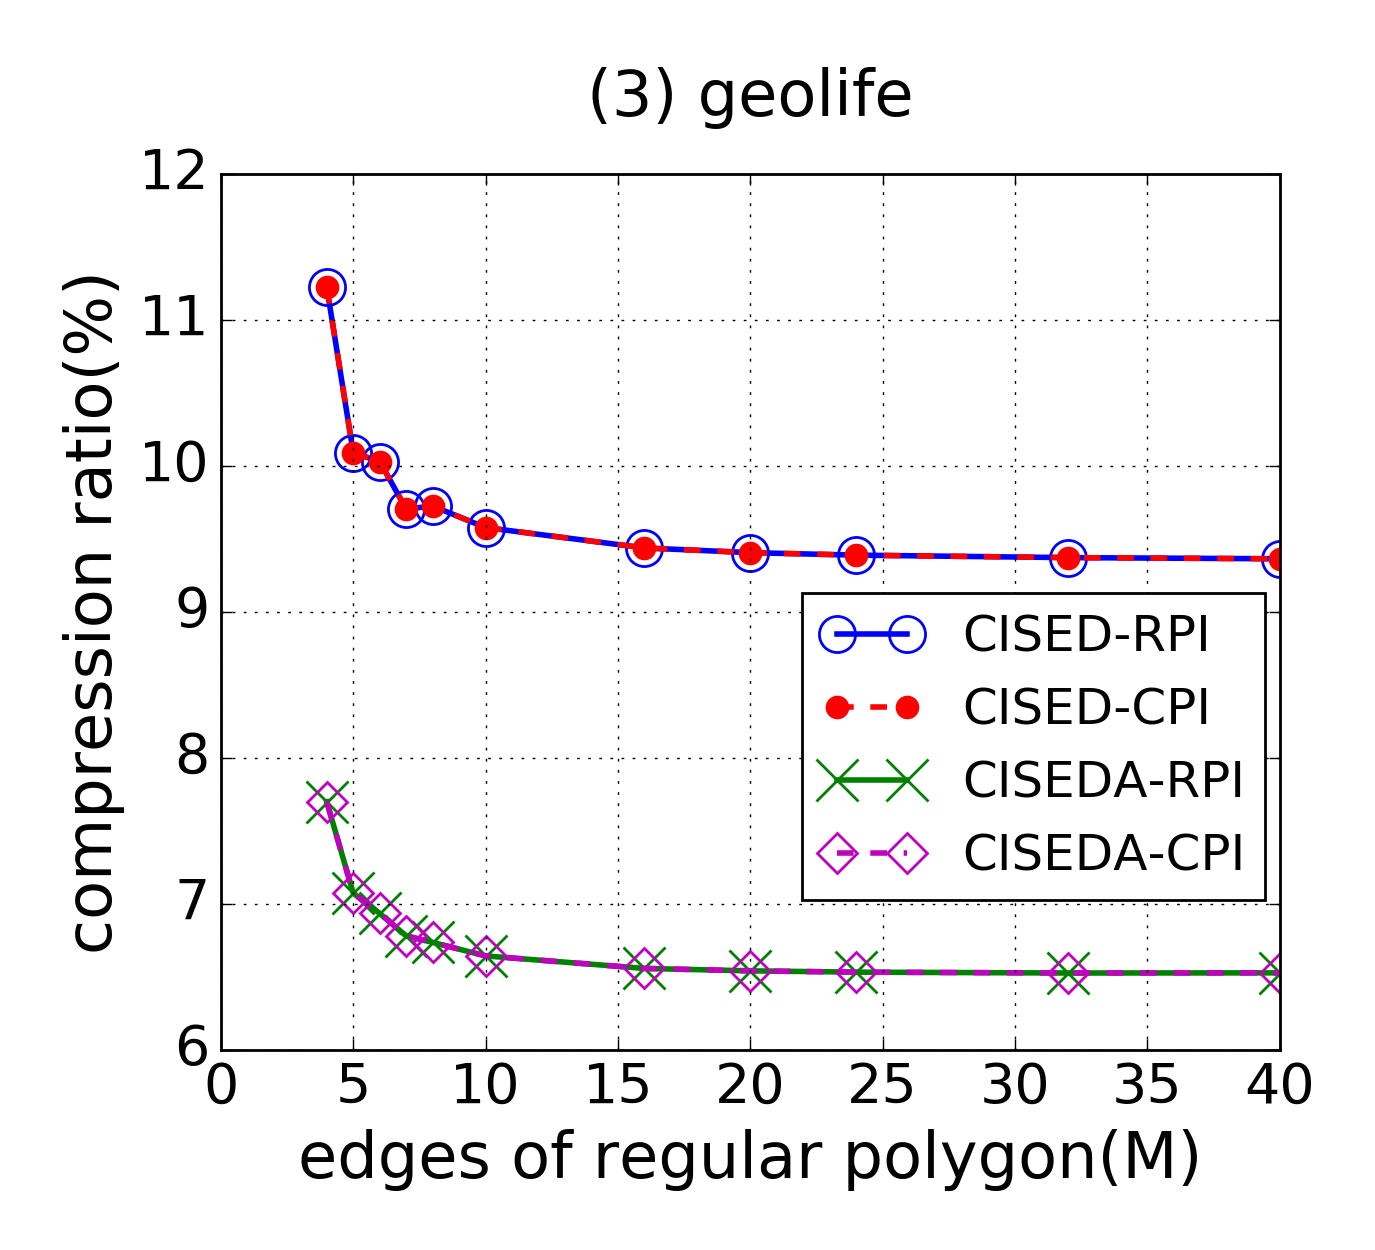 (3) geolife
compression ratio(%)
12
11
10
9
8
7
6
0 5 10 15 20 25 30 35 40
edges of regular polygon(M)
CISED-RPI
CISED-CPI
CISEDA-RPI
CISEDA-CPI